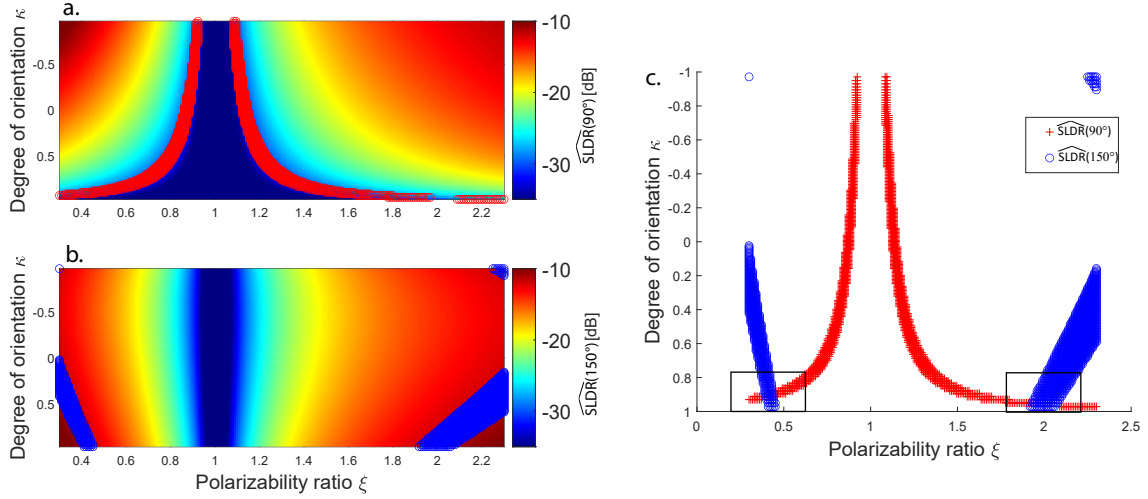 a.
Degree of orientation κ
-0.5
0
0.5
0.4 0.6 0.8 1 1.2 1.4 1.6 1.8 2 2.2
-10
-20
-30
SLDR(90°) [dB]
b.
Degree of orientation κ
-0.5
0
0.5
0.4 0.6 0.8 1 1.2 1.4 1.6 1.8 2 2.2
Polarizability ratio ξ
-10
-20
-30
SLDR(150°)[dB]
c.
Degree of orientation κ
-1
-0.8
-0.6
-0.4
-0.2
0
0.2
0.4
0.6
0.8
1
0 0.5 1 1.5 2 2.5
Polarizability ratio ξ
SLDR(90°)
SLDR(150°)